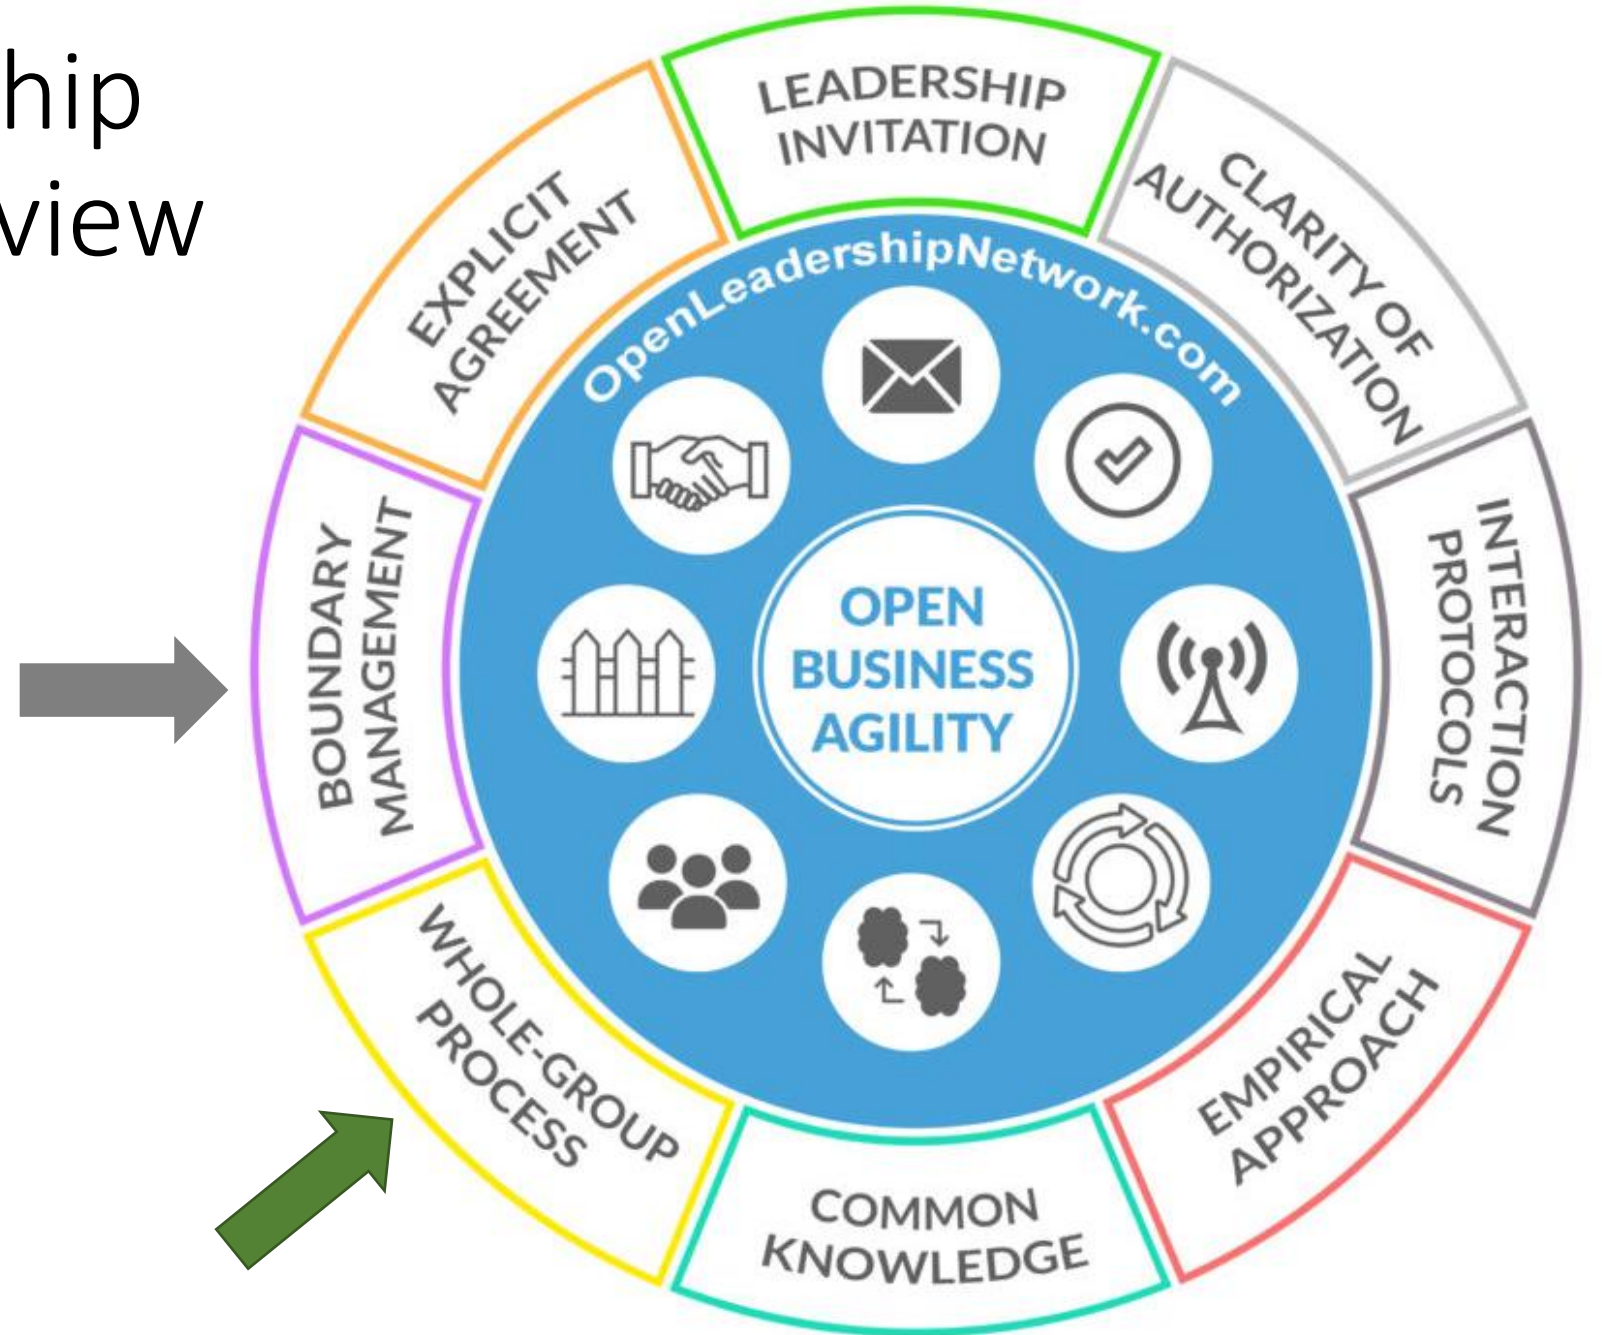 hip
view
LEADERSHIP
INVITATION
CLARITY OF
AUTHORIZATION
INTERACTION
PROTOCOLS
EMPIRICAL
APPROACH
COMMON
KNOWLEDGE
WHOLE-GROUP
PROCESS
BOUNDARY
MANAGEMENT
EXPLICIT
AGREEMENT
OpenLeadershipNetwork.com
OPEN
BUSINESS
AGILITY